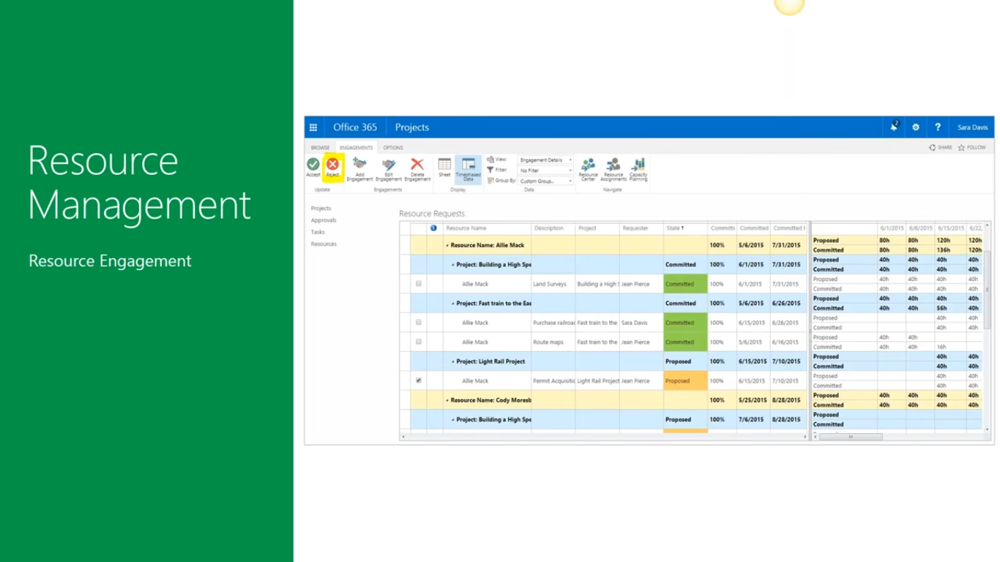 Resource
Management
Resource Engagement
Office 365 Projects 2 ? Sara Davis
BROWSE ENGAGEMENTS OPTIONS SHARE FOLLOW
Accept Reject Add Engagement Edit Engagement Delete Engagement Sheet Timephased Data View: Engagement Details Filter: No Filter Group By: Custom Group... Resource Center Resource Assignments Capacity Planning
Update Engagements Display Data Navigate
Projects
Approvals
Tasks
Resources
Resource Requests
Resource Name Description Project Requester State Committed Committed 6/1/2015 6/8/2015 6/15/2015 6/22,
Resource Name: Allie Mack 100% 5/6/2015 7/31/2015
Proposed 80h 80h 120h 120h
Committed 80h 80h 136h 120h
Project: Building a High Spe Committed 100% 6/1/2015 7/31/2015
Proposed 40h 40h 40h 40h
Committed 40h 40h 40h 40h
Allie Mack Land Surveys Building a High S Jean Pierce Committed 100% 6/1/2015 7/31/2015
Proposed 40h 40h 40h 40h
Committed 40h 40h 40h 40h
Project: Fast train to the Eas Committed 100% 5/6/2015 6/26/2015
Proposed 40h 40h 40h 40h
Committed 40h 40h 56h 40h
Allie Mack Purchase railroad Fast train to the Sara Davis Committed 100% 6/15/2015 6/26/2015
Proposed 40h 40h
Committed 40h 40h
Allie Mack Route maps Fast train to the Jean Pierce Committed 100% 5/6/2015 6/16/2015
Proposed 40h 40h
Committed 40h 40h 16h
Project: Light Rail Project Proposed 100% 6/15/2015 7/10/2015
Proposed 40h 40h
Committed 40h 40h
Allie Mack Permit Acquisitic Light Rail Project Jean Pierce Proposed 100% 6/15/2015 7/10/2015
Proposed 40h 40h
Committed 40h 40h
Resource Name: Cody Moresb 100% 5/25/2015 8/28/2015
Proposed 40h 40h 40h 40h
Committed 40h 40h 40h 40h
Project: Building a High Spe Proposed 100% 7/6/2015 8/28/2015
Proposed
Committed